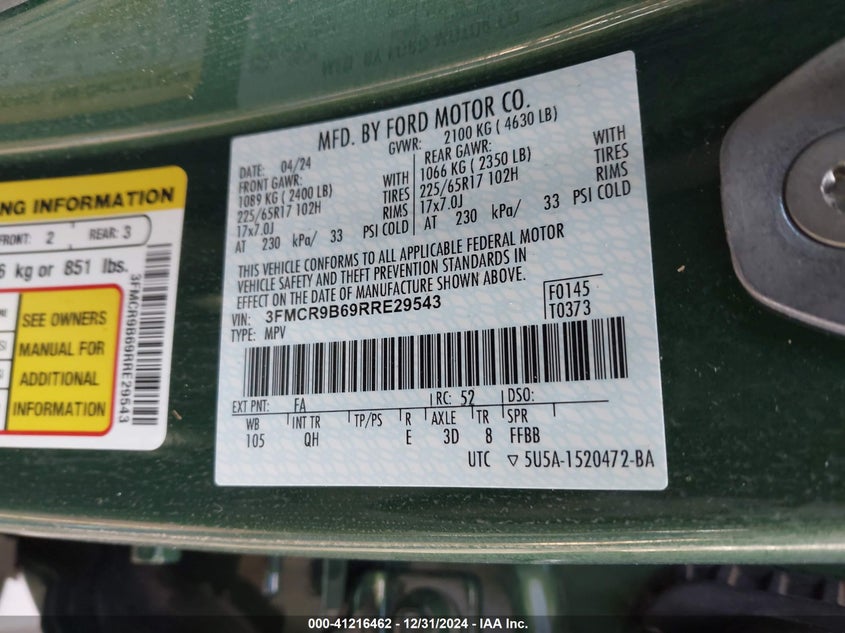 MFD. BY FORD MOTOR CO.
DATE: 04/24
GVWR: 2100 KG ( 4630 LB)
FRONT GAWR:
1089 KG ( 2400 LB)
225/65R17 102H
17x7.0J
AT 230 kPa/ 33 PSI COLD
WITH
TIRES
RIMS
REAR GAWR:
1066 KG ( 2350 LB)
225/65R17 102H
17x7.0J
AT 230 kPa/ 33 PSI COLD
WITH
TIRES
RIMS
THIS VEHICLE CONFORMS TO ALL APPLICABLE FEDERAL MOTOR
VEHICLE SAFETY AND THEFT PREVENTION STANDARDS IN
EFFECT ON THE DATE OF MANUFACTURE SHOWN ABOVE.
VIN: 3FMCR9B69RRE29543
TYPE: MPV
F0145
T0373
EXT PNT: FA RC: 52 DSO:
WB INT TR TP/PS R AXLE TR SPR
105 QH E 3D 8 FFBB
UTC ▽ 5U5A-1520472-BA
NG INFORMATION
FRONT: 2 REAR: 3
kg or 851 lbs.
SEE OWNERS
MANUAL FOR
ADDITIONAL
INFORMATION
3FMCR9B69RRE29543
000-41216462 - 12/31/2024 - IAA Inc.